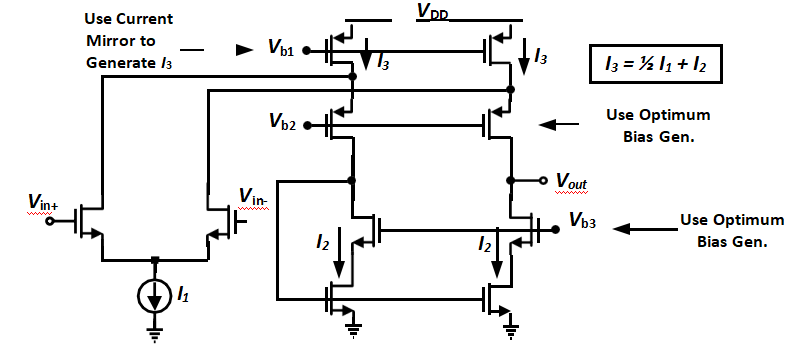 Use Current
Mirror to
Generate I3
VDD
Vb1
I3
I3
I3 = ½ I1 + I2
Vb2
Use Optimum
Bias Gen.
Vout
Vin+
Vin-
Vb3
Use Optimum
Bias Gen.
I2
I2
I1